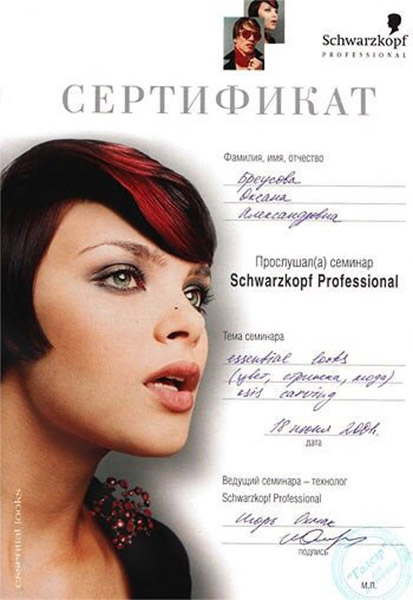 Schwarzkopf
PROFESSIONAL
СЕРТИФИКАТ
Фамилия, имя, отчество
Бреусова
Оксана
Александровна
Прослушал(а) семинар
Schwarzkopf Professional
Тема семинара
essential looks
(цвет, стрижка, мода)
osis carving
18 июня
дата
Ведущий семинара – технолог
Schwarzkopf Professional
Игорь
подпись
М.П.
essential looks